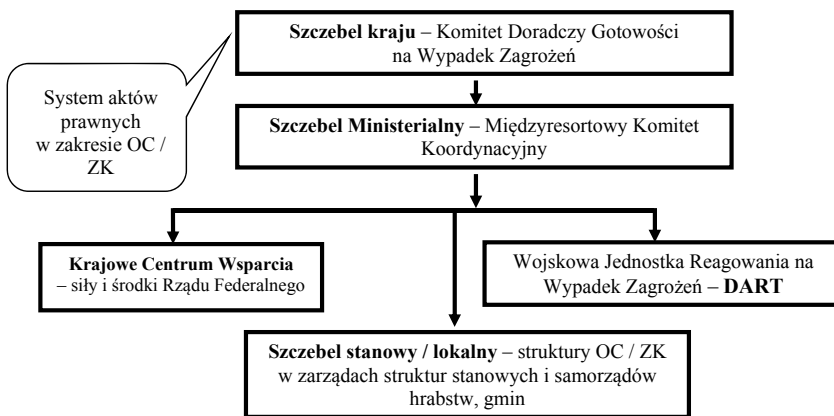 Szczebel kraju – Komitet Doradczy Gotowości
na Wypadek Zagrożeń
System aktów
prawnych
w zakresie OC /
ZK
Szczebel Ministerialny – Międzyresortowy Komitet
Koordynacyjny
Krajowe Centrum Wsparcia
– siły i środki Rządu Federalnego
Wojskowa Jednostka Reagowania na
Wypadek Zagrożeń – DART
Szczebel stanowy / lokalny – struktury OC / ZK
w zarządach struktur stanowych i samorządów
hrabstw, gmin